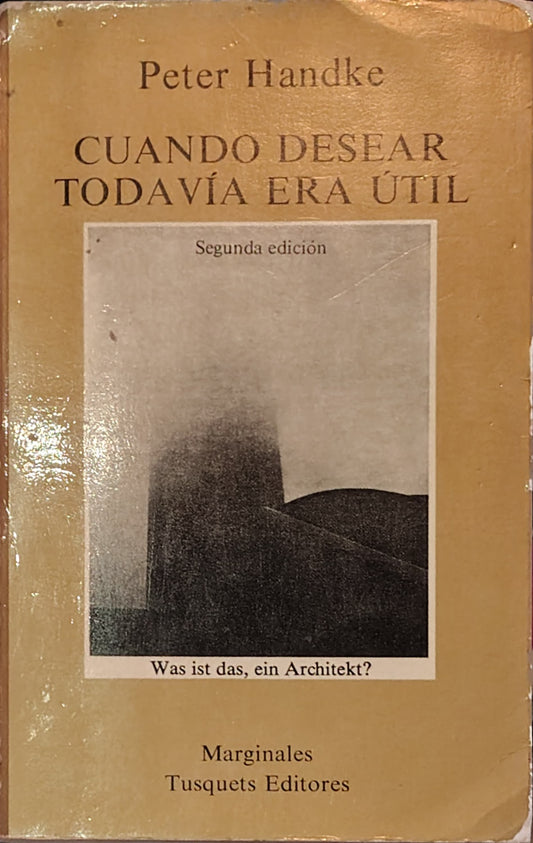 Peter Handke
CUANDO DESEAR
TODAVÍA ERA ÚTIL
Segunda edición
Was ist das, ein Architekt?
Marginales
Tusquets Editores